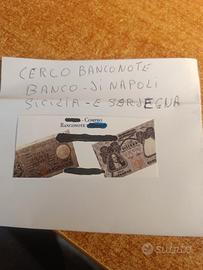 CERCO BANCONOTE
BANCO - DI NAPOLI
SICILIA - E SARDEGNA
- COMPRO
BANCONOTE
subito